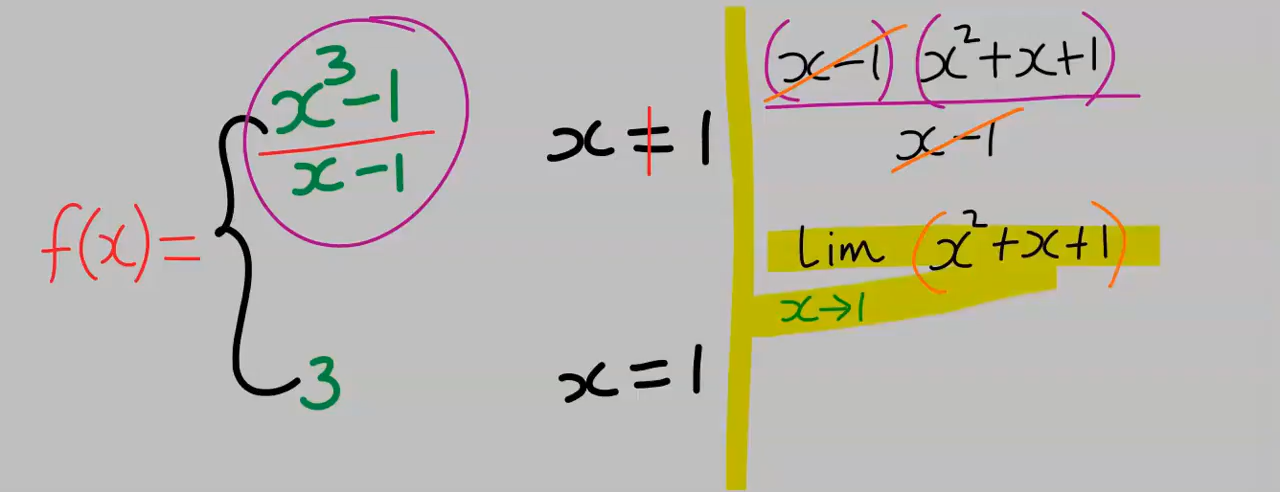 f(x) = { (x³ - 1)/(x - 1) x ≠ 1
3 x = 1
(x - 1) (x² + x + 1)
x - 1
lim (x² + x + 1)
x→1